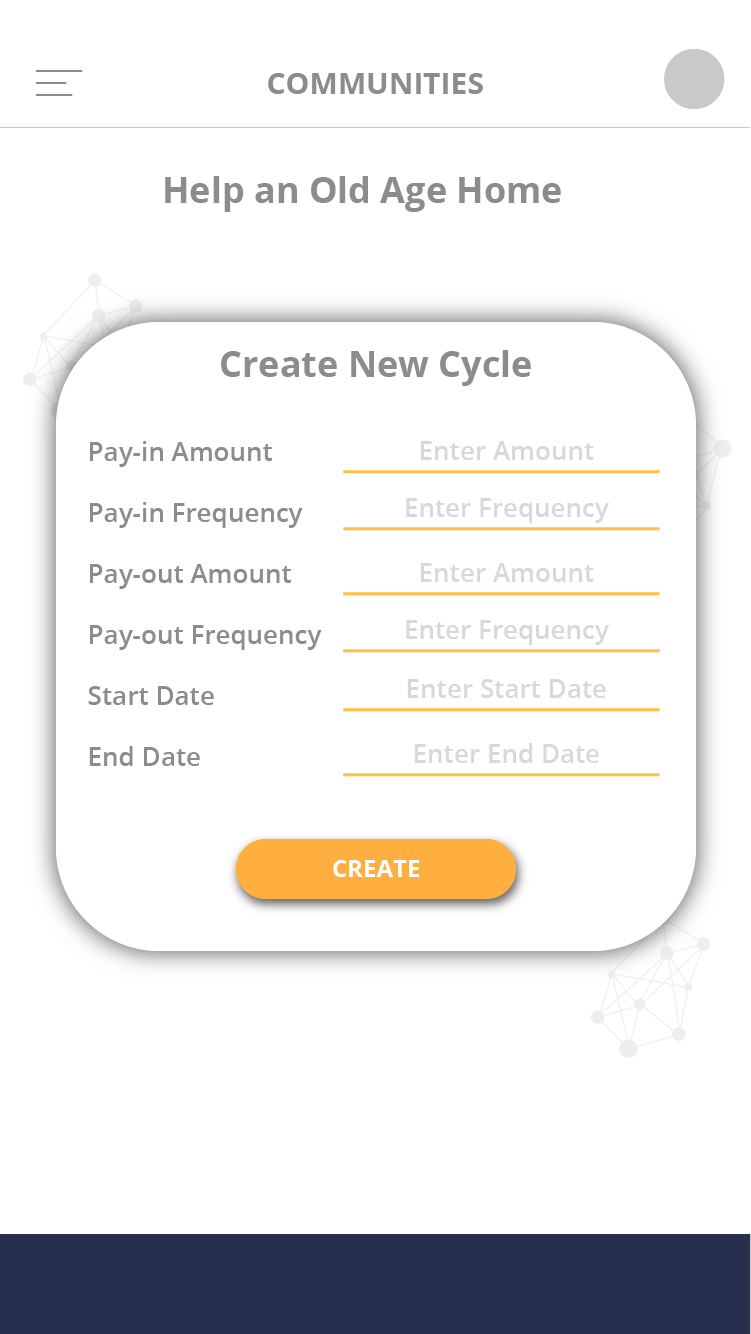 COMMUNITIES
Help an Old Age Home
Create New Cycle
Pay-in Amount Enter Amount
Pay-in Frequency Enter Frequency
Pay-out Amount Enter Amount
Pay-out Frequency Enter Frequency
Start Date Enter Start Date
End Date Enter End Date
CREATE